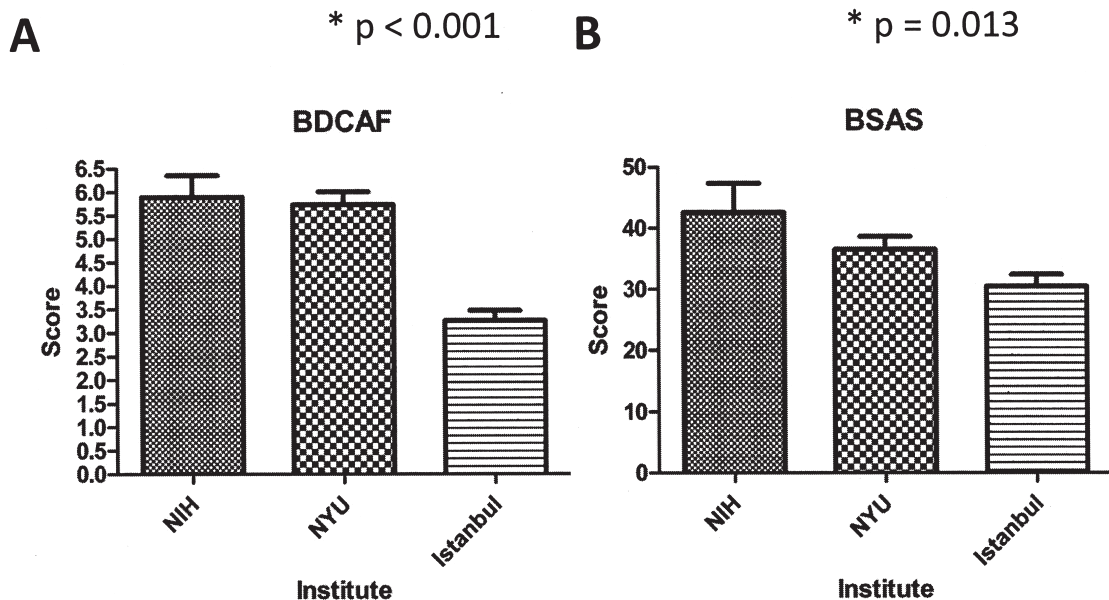 A
* p < 0.001
BDCAF
Score
6.5
6.0
5.5
5.0
4.5
4.0
3.5
3.0
2.5
2.0
1.5
1.0
0.5
0.0
NIH
NYU
Istanbul
Institute
B
* p = 0.013
BSAS
Score
50
40
30
20
10
0
NIH
NYU
Istanbul
Institute